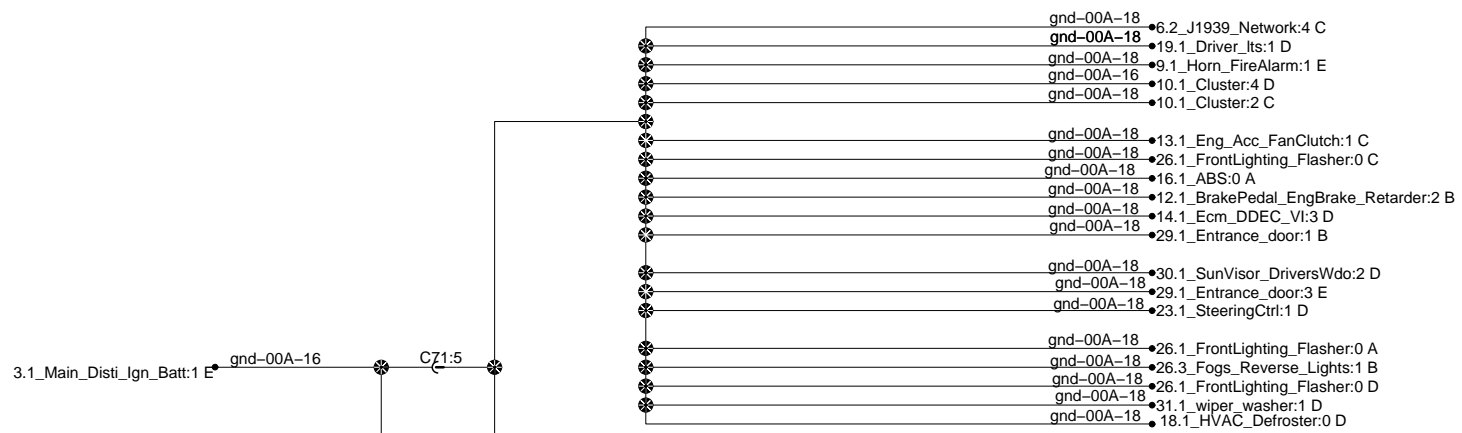 gnd-00A-18
6.2_J1939_Network:4 C
gnd-00A-18
19.1_Driver_lts:1 D
gnd-00A-18
9.1_Horn_FireAlarm:1 E
gnd-00A-16
10.1_Cluster:4 D
gnd-00A-18
10.1_Cluster:2 C
gnd-00A-18
13.1_Eng_Acc_FanClutch:1 C
gnd-00A-18
26.1_FrontLighting_Flasher:0 C
gnd-00A-18
16.1_ABS:0 A
gnd-00A-18
12.1_BrakePedal_EngBrake_Retarder:2 B
gnd-00A-18
14.1_Ecm_DDEC_VI:3 D
gnd-00A-18
29.1_Entrance_door:1 B
gnd-00A-18
30.1_SunVisor_DriversWdo:2 D
gnd-00A-18
29.1_Entrance_door:3 E
gnd-00A-18
23.1_SteeringCtrl:1 D
gnd-00A-18
26.1_FrontLighting_Flasher:0 A
3.1_Main_Disti_Ign_Batt:1 E
gnd-00A-16
C71:5
gnd-00A-18
26.3_Fogs_Reverse_Lights:1 B
gnd-00A-18
26.1_FrontLighting_Flasher:0 D
gnd-00A-18
31.1_wiper_washer:1 D
gnd-00A-18
18.1_HVAC_Defroster:0 D